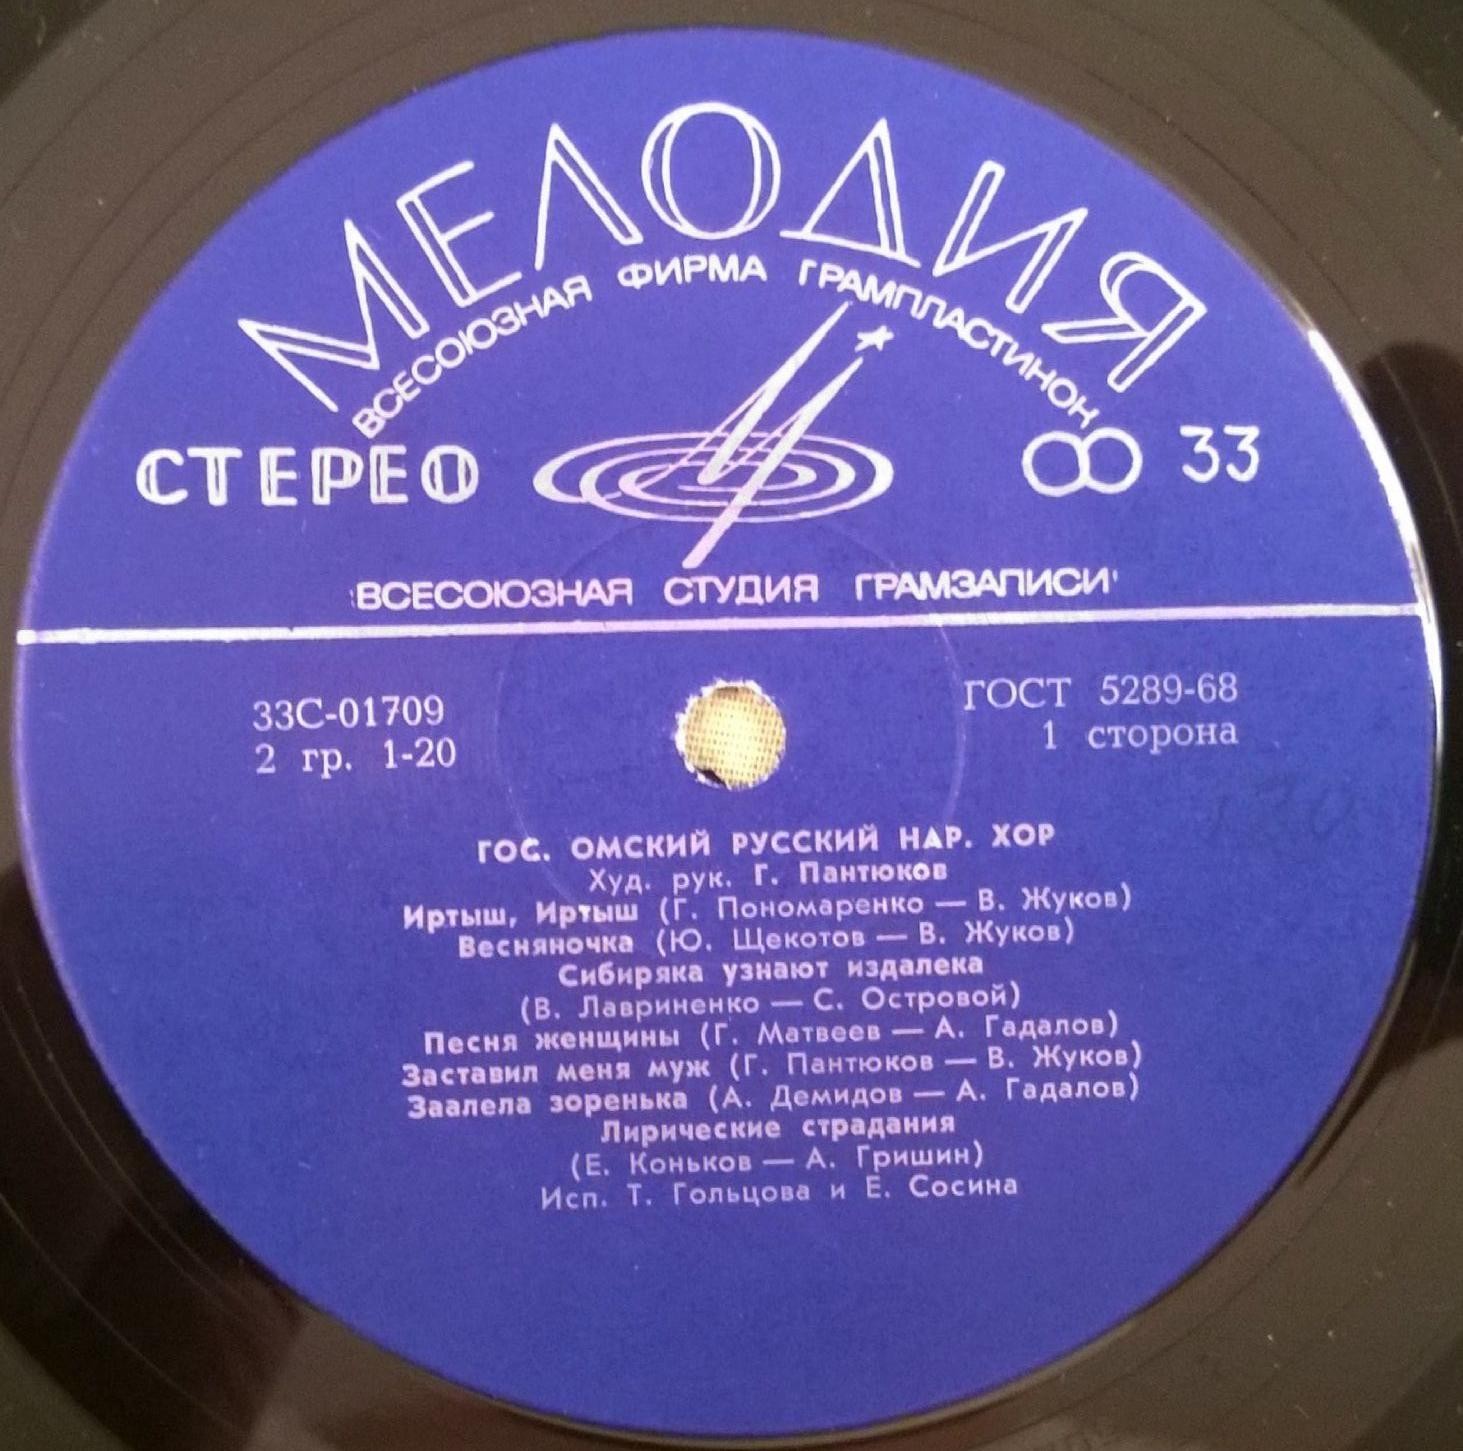 МЕЛОДИЯ
ВСЕСОЮЗНАЯ ФИРМА ГРАМПЛАСТИНОК
СТЕРЕО
33
ВСЕСОЮЗНАЯ СТУДИЯ ГРАМЗАПИСИ
33С-01709
2 гр. 1-20
ГОСТ 5289-68
1 сторона
ГОС. ОМСКИЙ РУССКИЙ НАР. ХОР
Худ. рук. Г. Пантюков
Иртыш, Иртыш (Г. Пономаренко — В. Жуков)
Весняночка (Ю. Щекотов — В. Жуков)
Сибиряка узнают издалека
(В. Лавриненко — С. Островой)
Песня женщины (Г. Матвеев — А. Гадалов)
Заставил меня муж (Г. Пантюков — В. Жуков)
Заалела зоренька (А. Демидов — А. Гадалов)
Лирические страдания
(Е. Коньков — А. Гришин)
Исп. Т. Гольцова и Е. Сосина